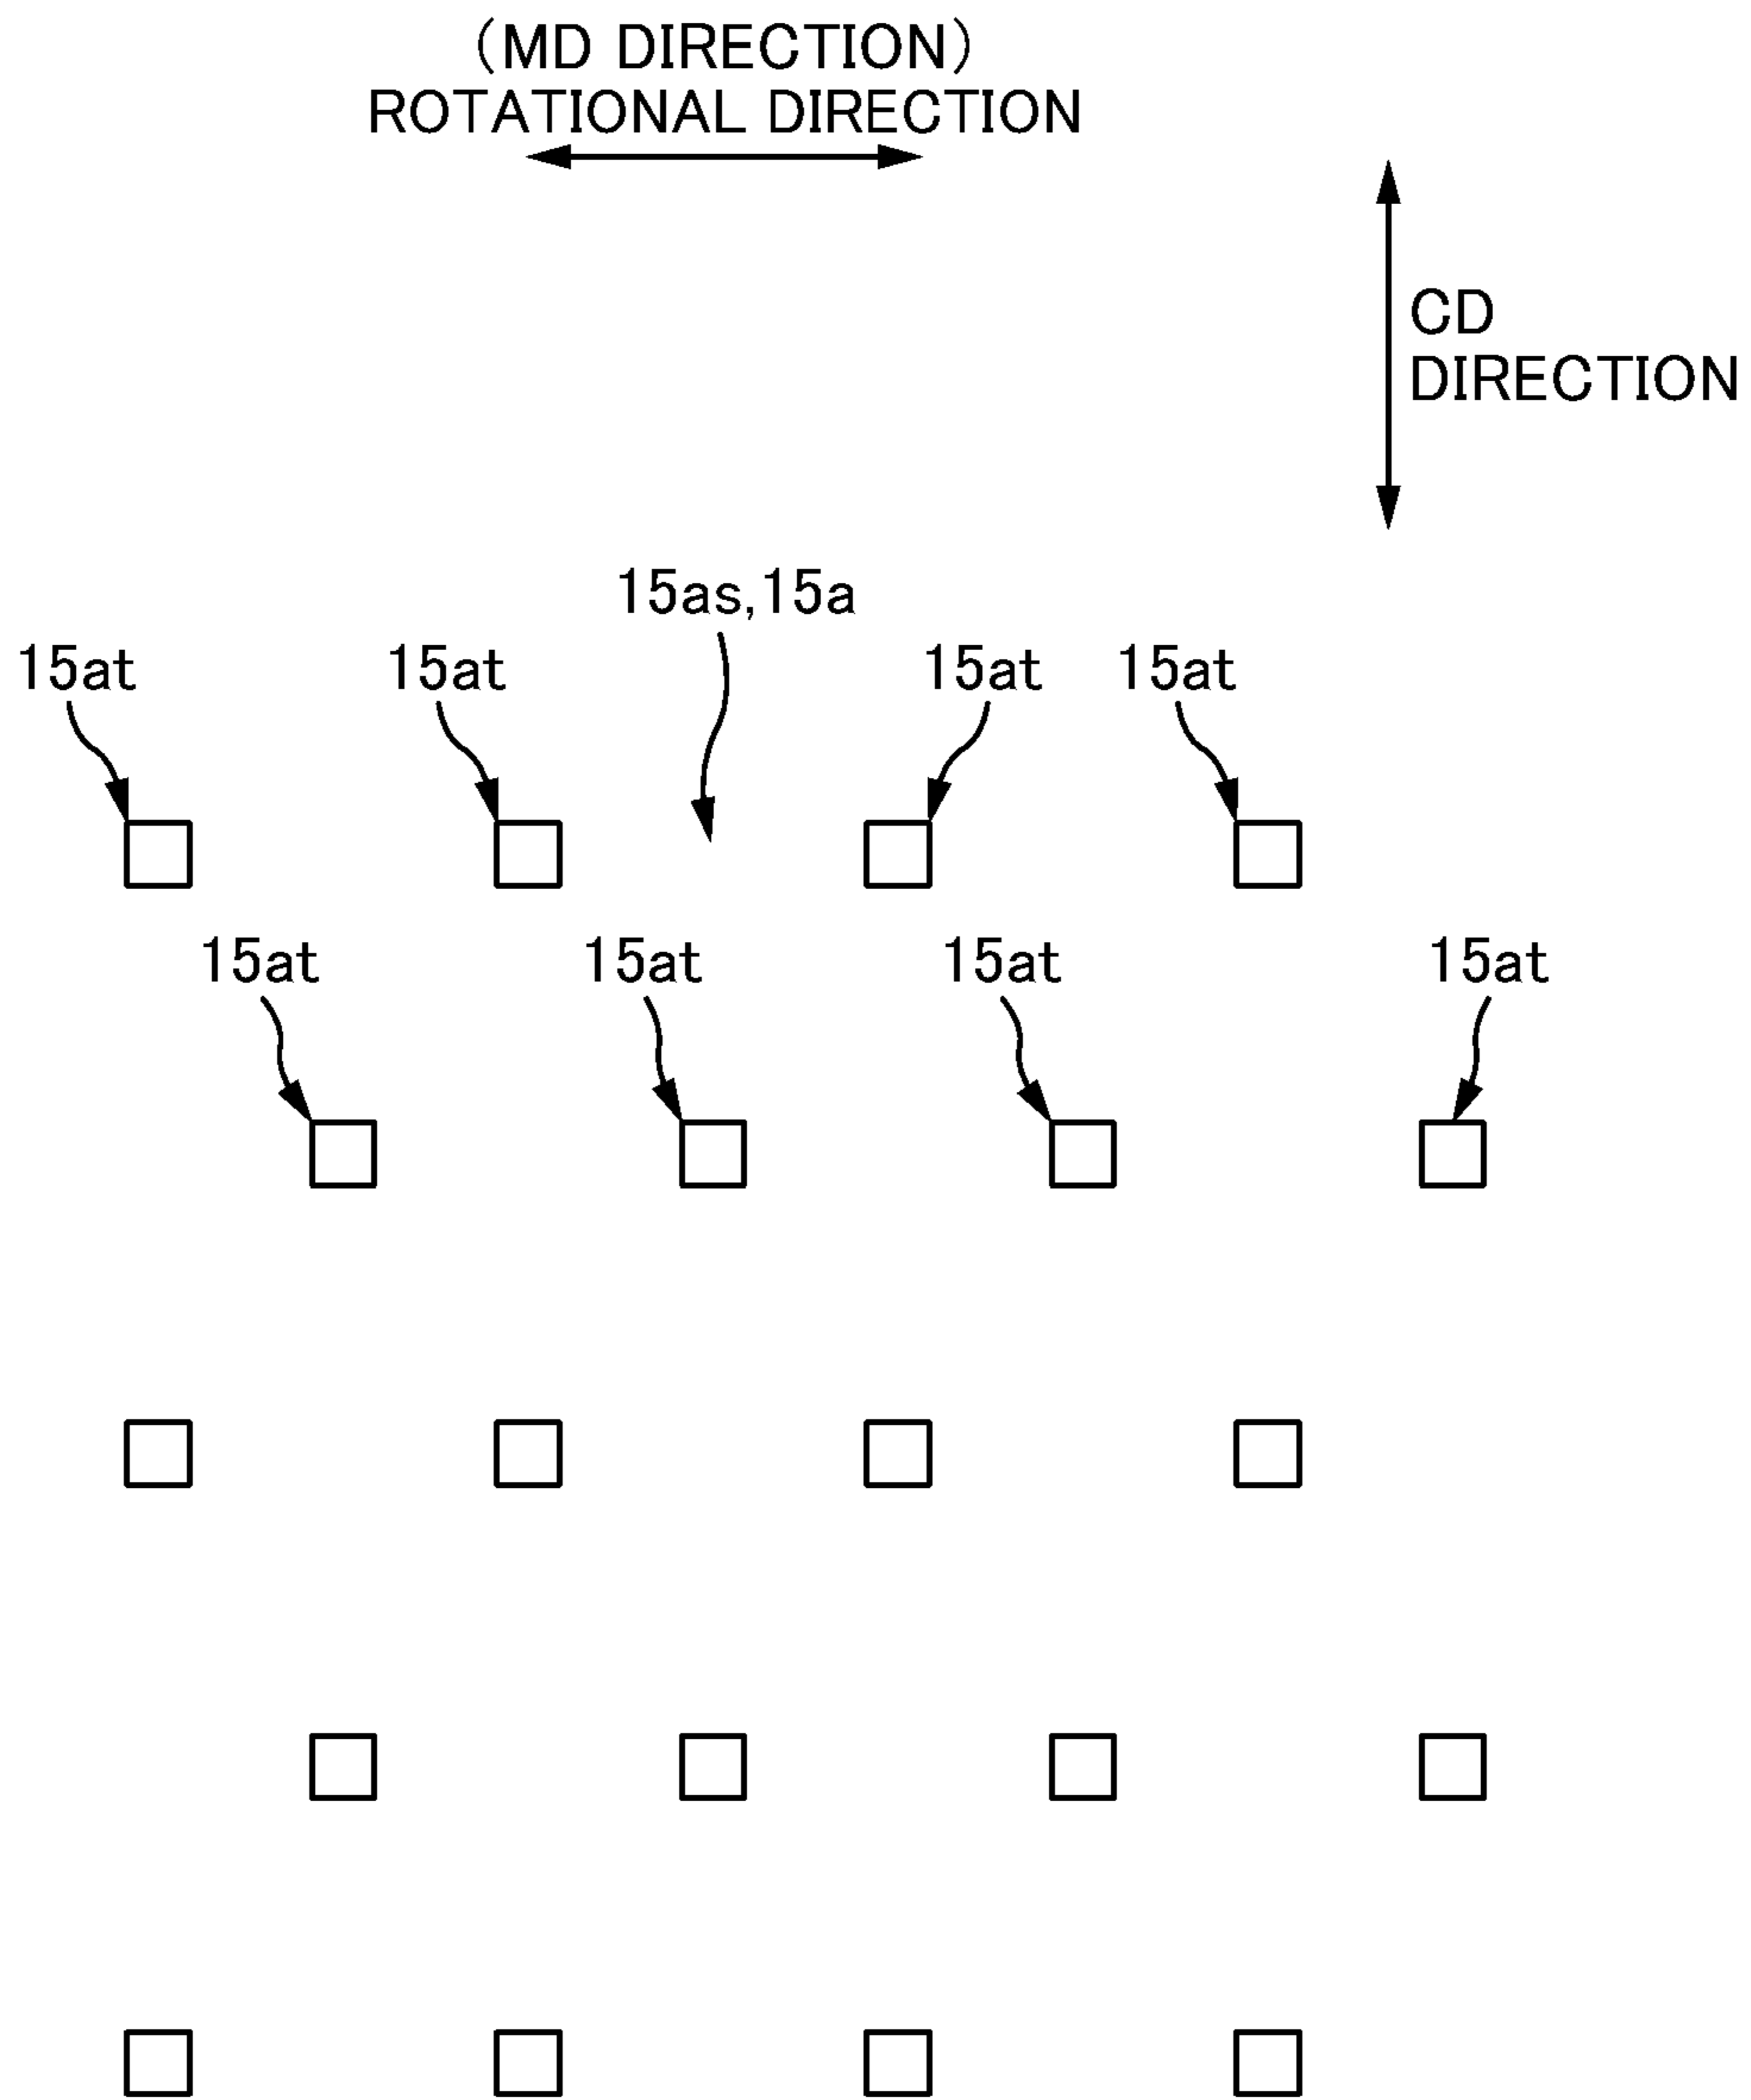 (MD DIRECTION)
ROTATIONAL DIRECTION
CD
DIRECTION
15as,15a
15at 15at 15at 15at
15at 15at 15at 15at